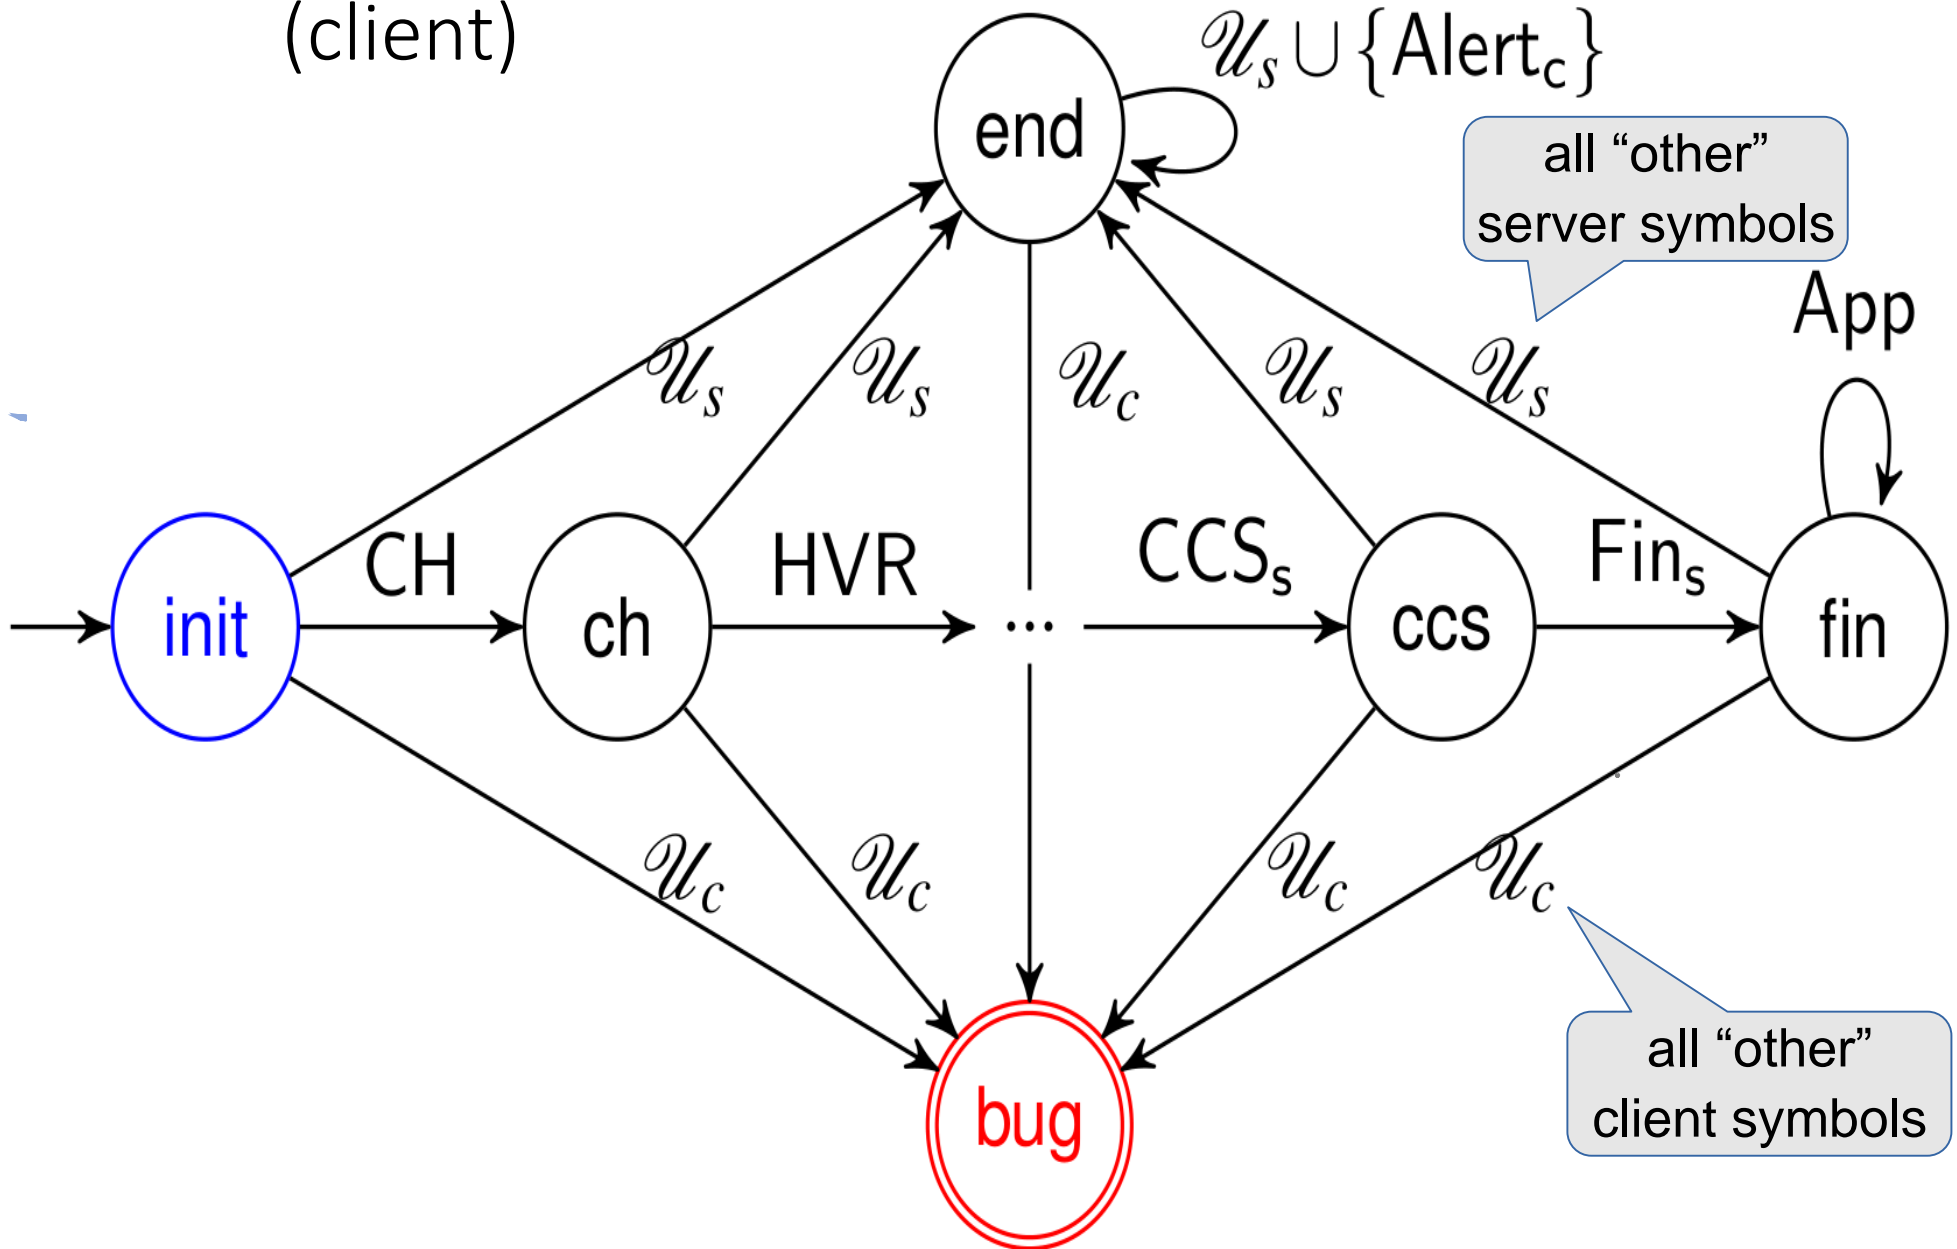 (client)
𝒰s ∪ {Alertc}
end
all “other”
server symbols
App
𝒰s
𝒰s
𝒰c
𝒰s
𝒰s
CH
HVR
CCSs
Fins
init
ch
...
ccs
fin
𝒰c
𝒰c
𝒰c
𝒰c
bug
all “other”
client symbols